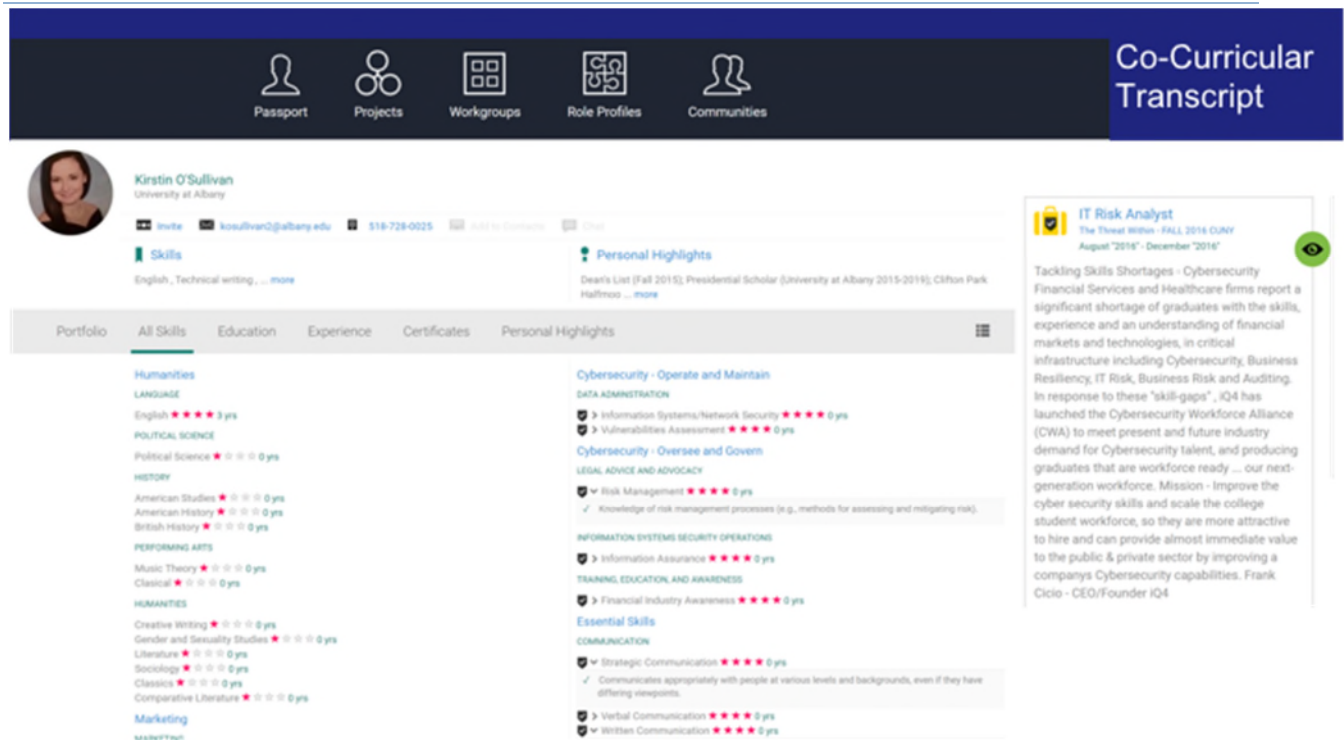 Co-Curricular
Transcript
Passport
Projects
Workgroups
Role Profiles
Communities
Kirstin O'Sullivan
University at Albany
Invite
kosullivan2@albany.edu
518-728-0025
Add to Contacts
Chat
Skills
English , Technical writing , ... more
Personal Highlights
Dean's List (Fall 2015); Presidential Scholar (University at Albany 2015-2019); Clifton Park
Halfmoo ... more
Portfolio
All Skills
Education
Experience
Certificates
Personal Highlights
Humanities
LANGUAGE
English ★ ★ ★ ★ 3 yrs
POLITICAL SCIENCE
Political Science ★ ☆ ☆ ☆ 0 yrs
HISTORY
American Studies ★ ☆ ☆ ☆ 0 yrs
American History ★ ☆ ☆ ☆ 0 yrs
British History ★ ☆ ☆ ☆ 0 yrs
PERFORMING ARTS
Music Theory ★ ☆ ☆ ☆ 0 yrs
Clasical ★ ☆ ☆ ☆ 0 yrs
HUMANITIES
Creative Writing ★ ☆ ☆ ☆ 0 yrs
Gender and Sexuality Studies ★ ☆ ☆ ☆ 0 yrs
Literature ★ ☆ ☆ ☆ 0 yrs
Sociology ★ ☆ ☆ ☆ 0 yrs
Classics ★ ☆ ☆ ☆ 0 yrs
Comparative Literature ★ ☆ ☆ ☆ 0 yrs
Marketing
MARKETING
Cybersecurity - Operate and Maintain
DATA ADMINSTRATION
> Information Systems/Network Security ★ ★ ★ ★ 0 yrs
> Vulnerabilities Assessment ★ ★ ★ ★ 0 yrs
Cybersecurity - Oversee and Govern
LEGAL ADVICE AND ADVOCACY
Risk Management ★ ★ ★ ★ 0 yrs
✓ Knowledge of risk management processes (e.g., methods for assessing and mitigating risk).
INFORMATION SYSTEMS SECURITY OPERATIONS
> Information Assurance ★ ★ ★ ★ 0 yrs
TRAINING, EDUCATION, AND AWARENESS
> Financial Industry Awareness ★ ★ ★ ★ 0 yrs
Essential Skills
COMMUNICATION
Strategic Communication ★ ★ ★ ★ 0 yrs
✓ Communicates appropriately with people at various levels and backgrounds, even if they have
differing viewpoints.
> Verbal Communication ★ ★ ★ ★ 0 yrs
Written Communication ★ ★ ★ ★ 0 yrs
IT Risk Analyst
The Threat Within - FALL 2016 CUNY
August "2016" - December "2016"
Tackling Skills Shortages - Cybersecurity
Financial Services and Healthcare firms report a
significant shortage of graduates with the skills,
experience and an understanding of financial
markets and technologies, in critical
infrastructure including Cybersecurity, Business
Resiliency, IT Risk, Business Risk and Auditing.
In response to these "skill-gaps" , iQ4 has
launched the Cybersecurity Workforce Alliance
(CWA) to meet present and future industry
demand for Cybersecurity talent, and producing
graduates that are workforce ready ... our next-
generation workforce. Mission - Improve the
cyber security skills and scale the college
student workforce, so they are more attractive
to hire and can provide almost immediate value
to the public & private sector by improving a
companys Cybersecurity capabilities. Frank
Cicio - CEO/Founder iQ4